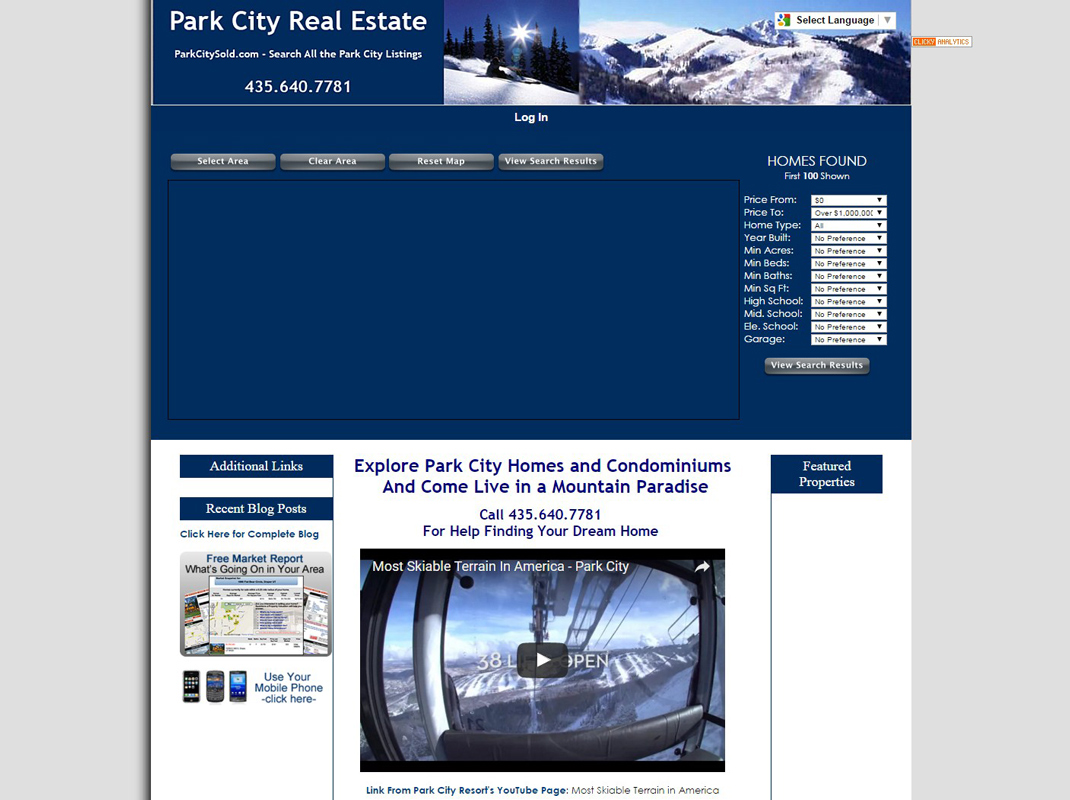 Park City Real Estate
ParkCitySold.com - Search All the Park City Listings
435.640.7781
Select Language ▼
CLICKY ANALYTICS
Log In
Select Area
Clear Area
Reset Map
View Search Results
HOMES FOUND
First 100 Shown
Price From: $0
Price To: Over $1,000,000
Home Type: All
Year Built: No Preference
Min Acres: No Preference
Min Beds: No Preference
Min Baths: No Preference
Min Sq Ft: No Preference
High School: No Preference
Mid. School: No Preference
Ele. School: No Preference
Garage: No Preference
View Search Results
Additional Links
Recent Blog Posts
Click Here for Complete Blog
Free Market Report
What's Going On in Your Area
Use Your
Mobile Phone
-click here-
Explore Park City Homes and Condominiums
And Come Live in a Mountain Paradise
Call 435.640.7781
For Help Finding Your Dream Home
Most Skiable Terrain In America - Park City
38 OPEN
Link From Park City Resort's YouTube Page: Most Skiable Terrain in America
Featured
Properties